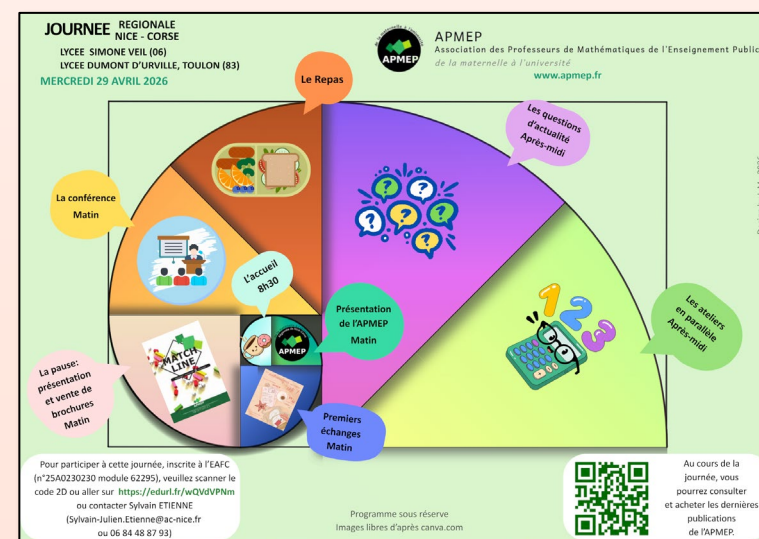 JOURNEE REGIONALE
NICE - CORSE
LYCEE SIMONE VEIL (06)
LYCEE DUMONT D'URVILLE, TOULON (83)
MERCREDI 29 AVRIL 2026
APMEP
APMEP
Association des Professeurs de Mathématiques de l'Enseignement Public
de la maternelle à l'université
www.apmep.fr
Le Repas
Les questions
d'actualité
Après-midi
La conférence
Matin
L'accueil
8h30
Présentation
de l'APMEP
Matin
APMEP
Les ateliers
en parallèle
Après-midi
123
MATCH
LINE
La pause:
présentation
et vente de
brochures
Matin
Premiers
échanges
Matin
Pour participer à cette journée, inscrite à l'EAFC
(n°25A0230230 module 62295), veuillez scanner le
code 2D ou aller sur https://edurl.fr/wQVdVPNm
ou contacter Sylvain ETIENNE
(Sylvain-Julien.Etienne@ac-nice.fr
ou 06 84 48 87 93)
Programme sous réserve
Images libres d'après canva.com
Au cours de la
journée, vous
pourrez consulter
et acheter les dernières
publications
de l'APMEP.